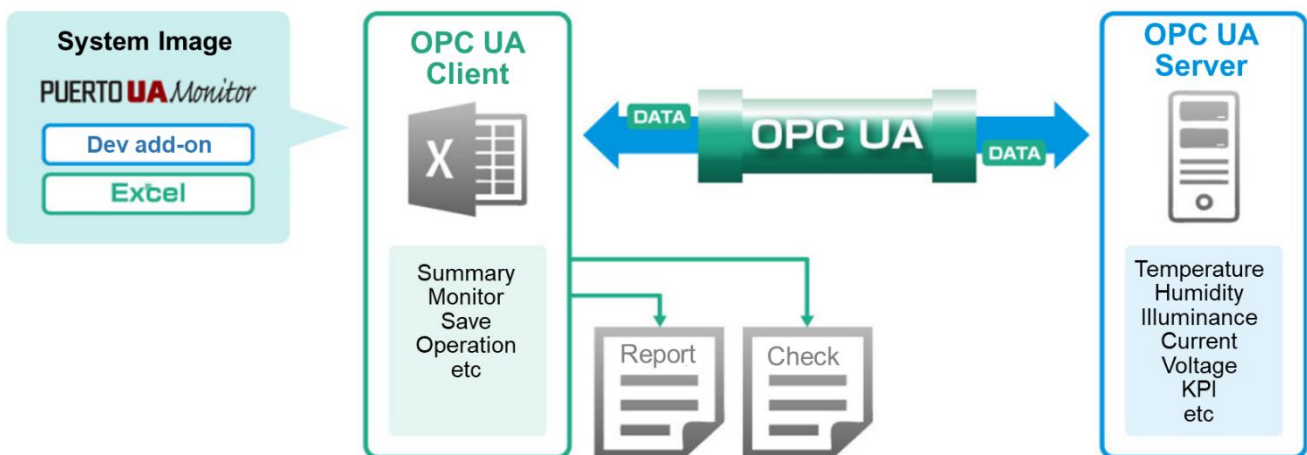 System Image
PUERTO UA Monitor
Dev add-on
Excel
OPC UA
Client
X
Summary
Monitor
Save
Operation
etc
Report
Check
DATA
OPC UA
DATA
OPC UA
Server
Temperature
Humidity
Illuminance
Current
Voltage
KPI
etc